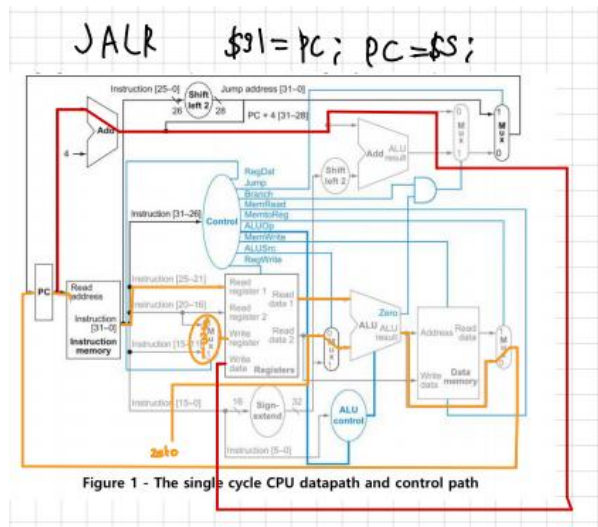 JALR $31=PC; PC=$S;
Instruction [25–0] Shift left 2 Jump address [31–0]
26 28
PC + 4 [31–28]
0 M u x 1
1 M u x 0
Add
4
Add ALU result
Shift left 2
RegDst
Jump
Branch
MemRead
MemtoReg
ALUOp
MemWrite
ALUSrc
RegWrite
Instruction [31–26] Control
PC
Read address
Instruction [31–0]
Instruction memory
Instruction [25–21] Read register 1 Read data 1
Instruction [20–16] Read register 2
Write register Read data 2
Instruction [15–11]
Write data Registers
Zero
ALU ALU result
Address Read data
Write data Data memory
Instruction [15–0] 16 Sign-extend 32
ALU control
Instruction [5–0]
zero
Figure 1 - The single cycle CPU datapath and control path